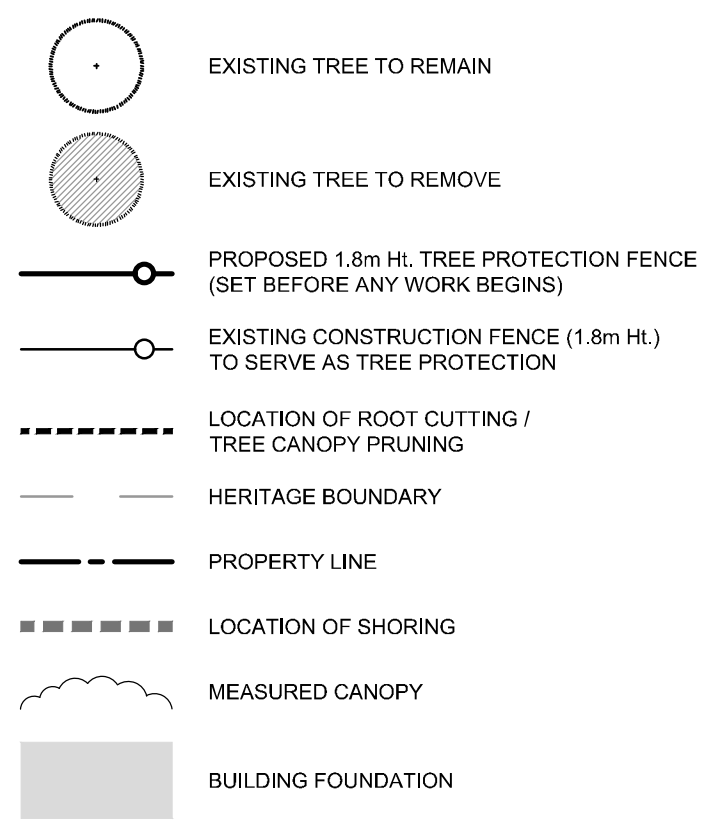 EXISTING TREE TO REMAIN
EXISTING TREE TO REMOVE
PROPOSED 1.8m Ht. TREE PROTECTION FENCE
(SET BEFORE ANY WORK BEGINS)
EXISTING CONSTRUCTION FENCE (1.8m Ht.)
TO SERVE AS TREE PROTECTION
LOCATION OF ROOT CUTTING /
TREE CANOPY PRUNING
HERITAGE BOUNDARY
PROPERTY LINE
LOCATION OF SHORING
MEASURED CANOPY
BUILDING FOUNDATION